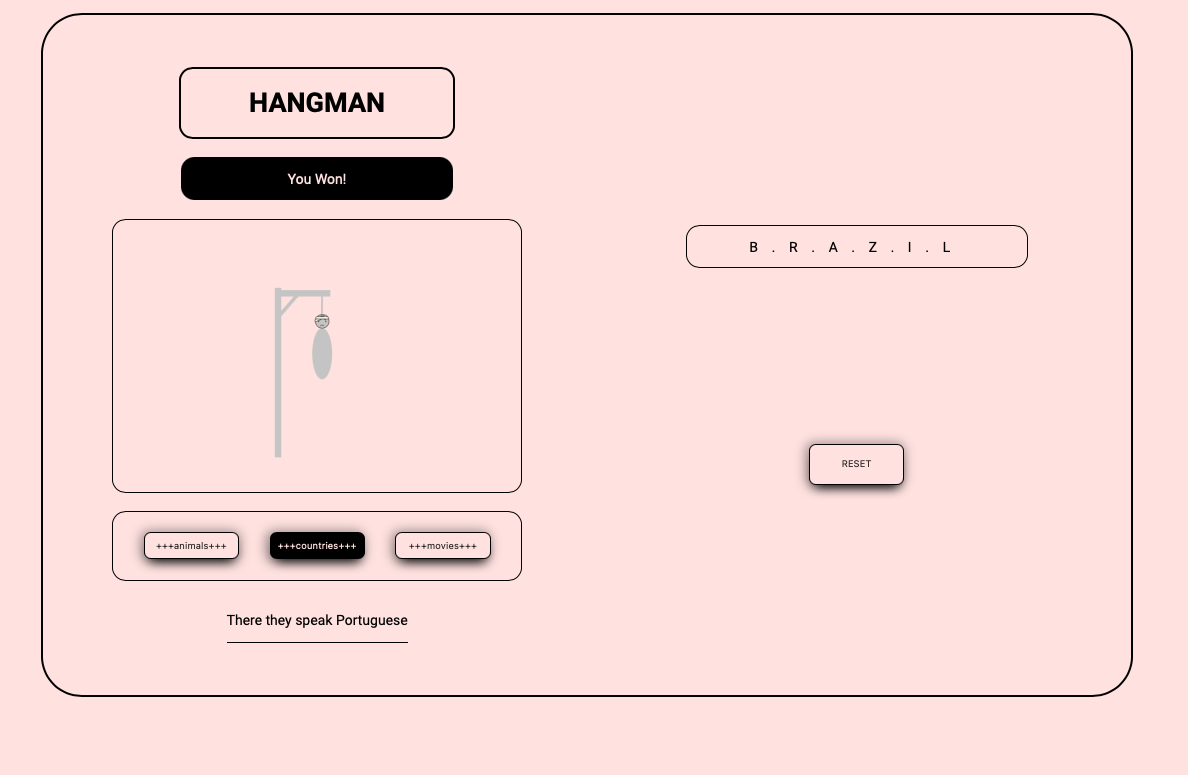 HANGMAN
You Won!
B . R . A . Z . I . L
RESET
+++animals+++ +++countries+++ +++movies+++
There they speak Portuguese